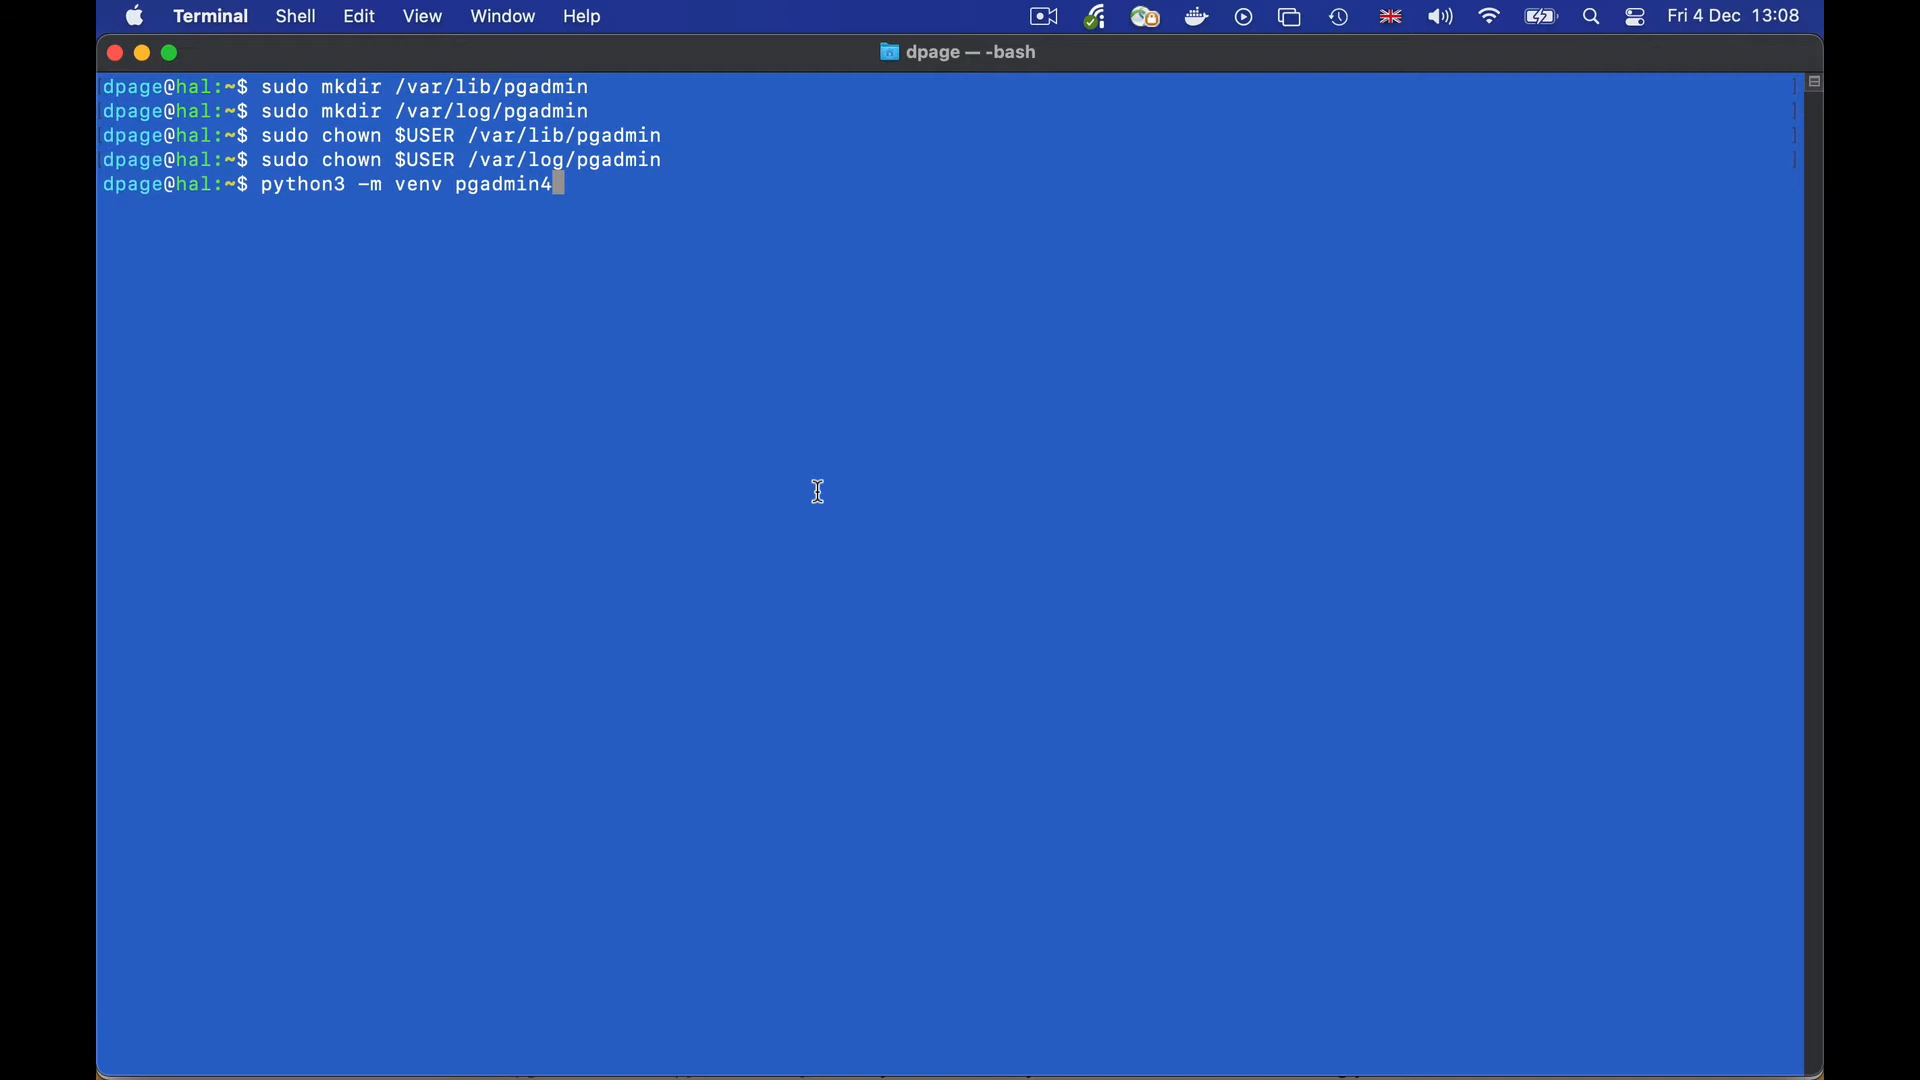 Terminal Shell Edit View Window Help Fri 4 Dec 13:08
dpage — -bash
dpage@hal:~$ sudo mkdir /var/lib/pgadmin
dpage@hal:~$ sudo mkdir /var/log/pgadmin
dpage@hal:~$ sudo chown $USER /var/lib/pgadmin
dpage@hal:~$ sudo chown $USER /var/log/pgadmin
dpage@hal:~$ python3 -m venv pgadmin4